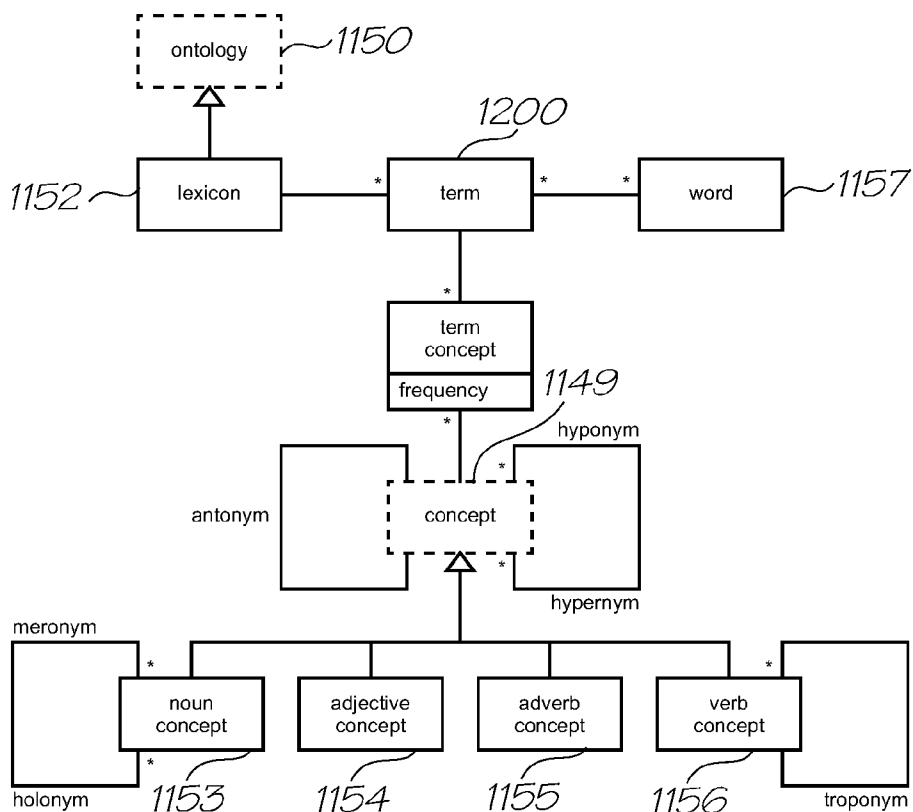 ontology
1150
1200
1152
lexicon
*
term
*
*
word
1157
*
term
concept
frequency
1149
*
hyponym
*
antonym
concept
*
hypernym
meronym
*
*
noun
concept
adjective
concept
adverb
concept
verb
concept
*
holonym
1153
1154
1155
1156
troponym